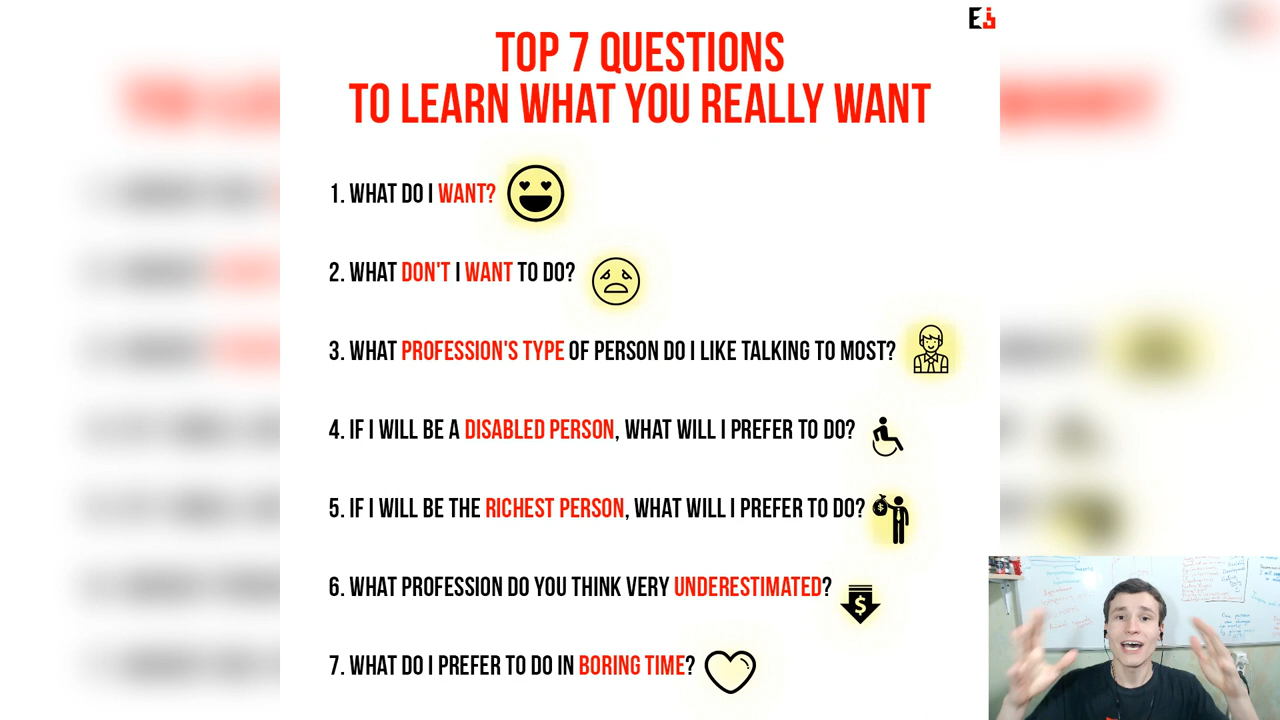 EJ
TOP 7 QUESTIONS
TO LEARN WHAT YOU REALLY WANT
1. WHAT DO I WANT?
2. WHAT DON'T I WANT TO DO?
3. WHAT PROFESSION'S TYPE OF PERSON DO I LIKE TALKING TO MOST?
4. IF I WILL BE A DISABLED PERSON, WHAT WILL I PREFER TO DO?
5. IF I WILL BE THE RICHEST PERSON, WHAT WILL I PREFER TO DO?
$
6. WHAT PROFESSION DO YOU THINK VERY UNDERESTIMATED?
$
7. WHAT DO I PREFER TO DO IN BORING TIME?